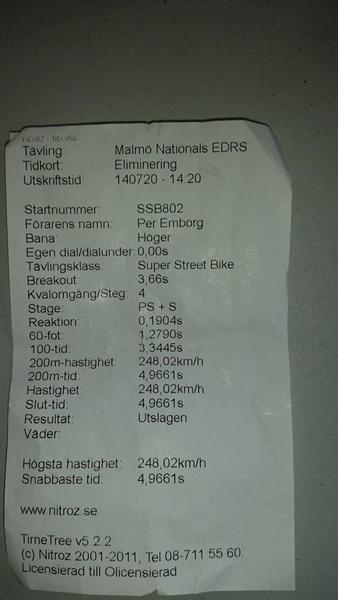 Tävling: Malmö Nationals EDRS
Tidkort: Eliminering
Utskriftstid: 140720 - 14:20
Startnummer: SSB802
Förarens namn: Per Emborg
Bana: Höger
Egen dial/dialunder: 0,00s
Tävlingsklass: Super Street Bike
Breakout: 3,66s
Kvalomgång/Steg: 4
Stage: PS + S
Reaktion: 0,1904s
60-fot: 1,2790s
100-tid: 3,3445s
200m-hastighet: 248,02km/h
200m-tid: 4,9661s
Hastighet: 248,02km/h
Slut-tid: 4,9661s
Resultat: Utslagen
Väder:
Högsta hastighet: 248,02km/h
Snabbaste tid: 4,9661s
www.nitroz.se
TimeTree v5.2.2
(c) Nitroz 2001-2011, Tel 08-711 55 60.
Licensierad till Olicensierad